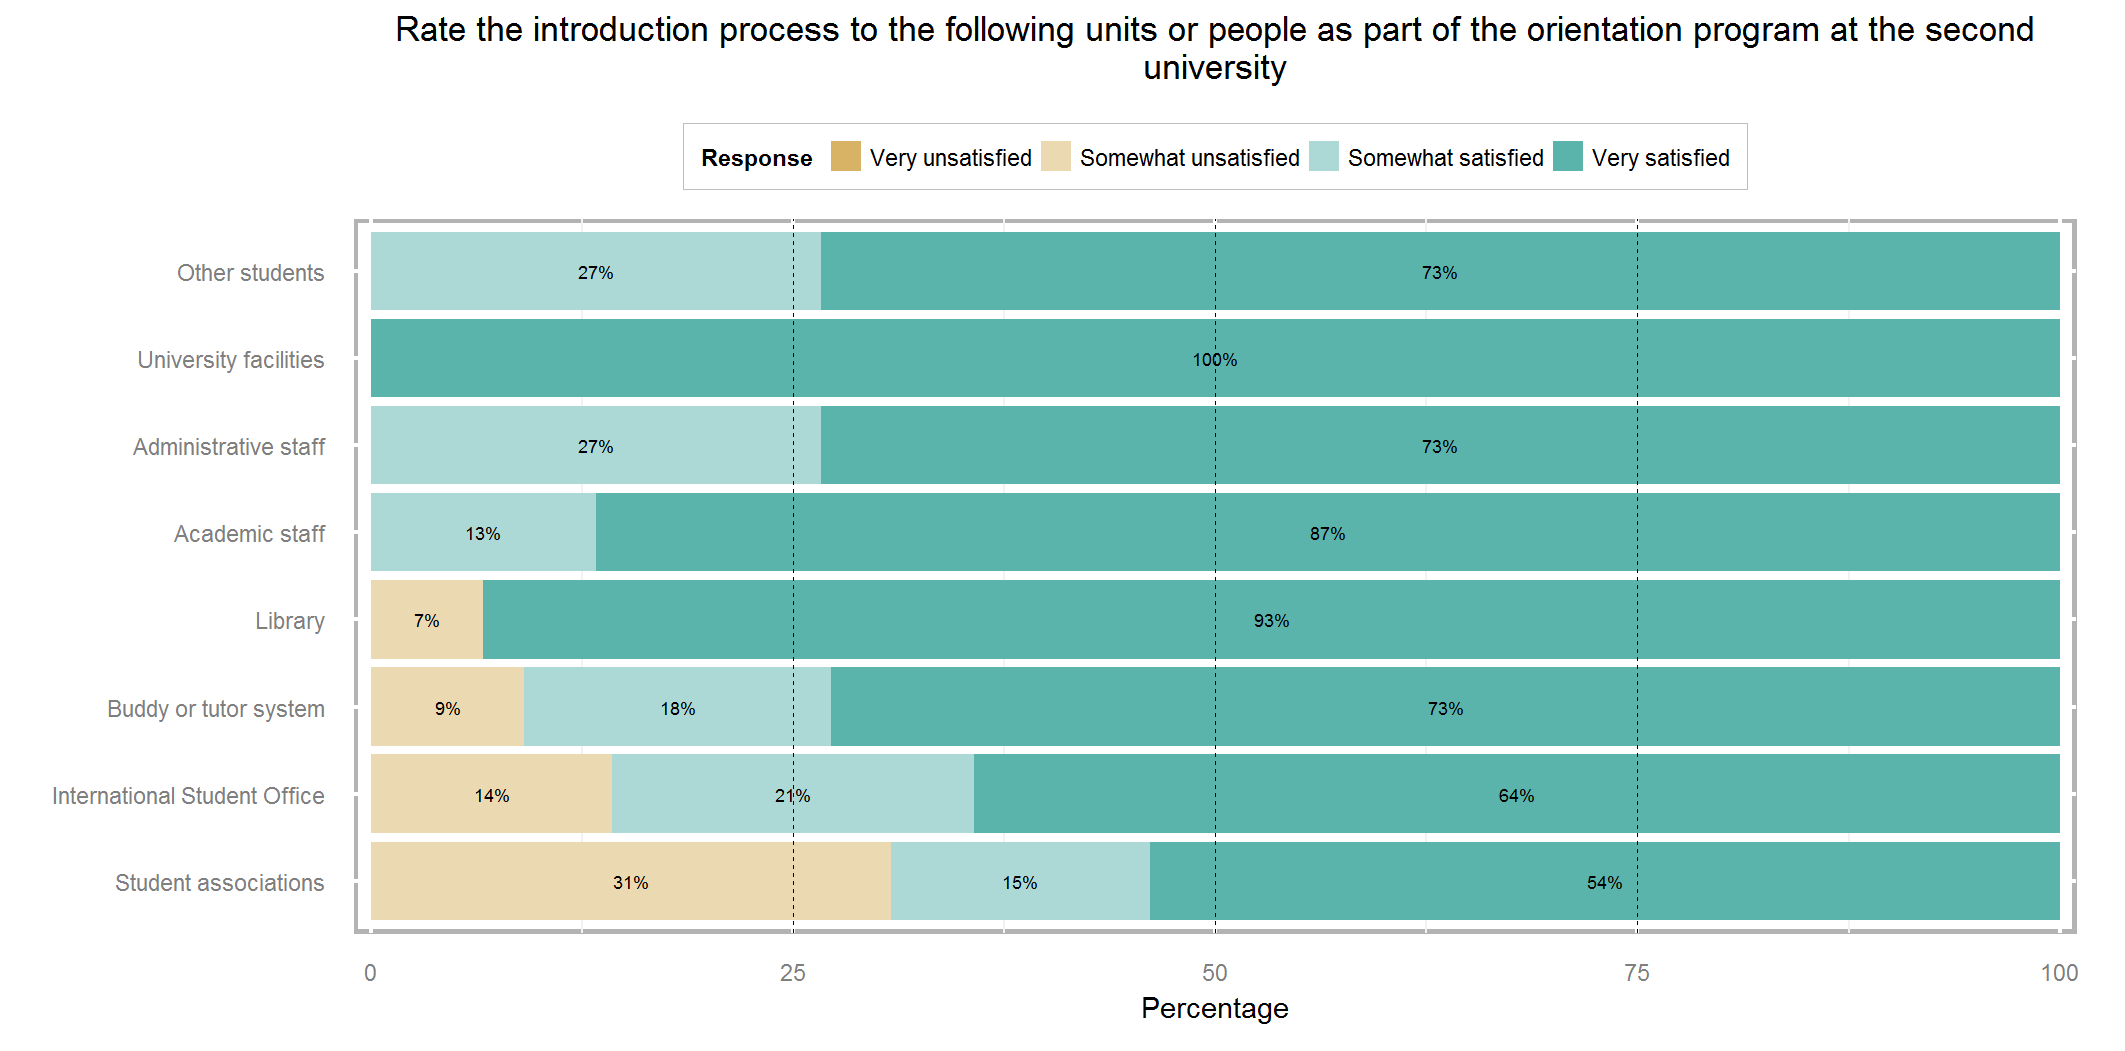 Rate the introduction process to the following units or people as part of the orientation program at the second
university
Response Very unsatisfied Somewhat unsatisfied Somewhat satisfied Very satisfied
Other students 27% 73%
University facilities 100%
Administrative staff 27% 73%
Academic staff 13% 87%
Library 7% 93%
Buddy or tutor system 9% 18% 73%
International Student Office 14% 21% 64%
Student associations 31% 15% 54%
0 25 50 75 100
Percentage